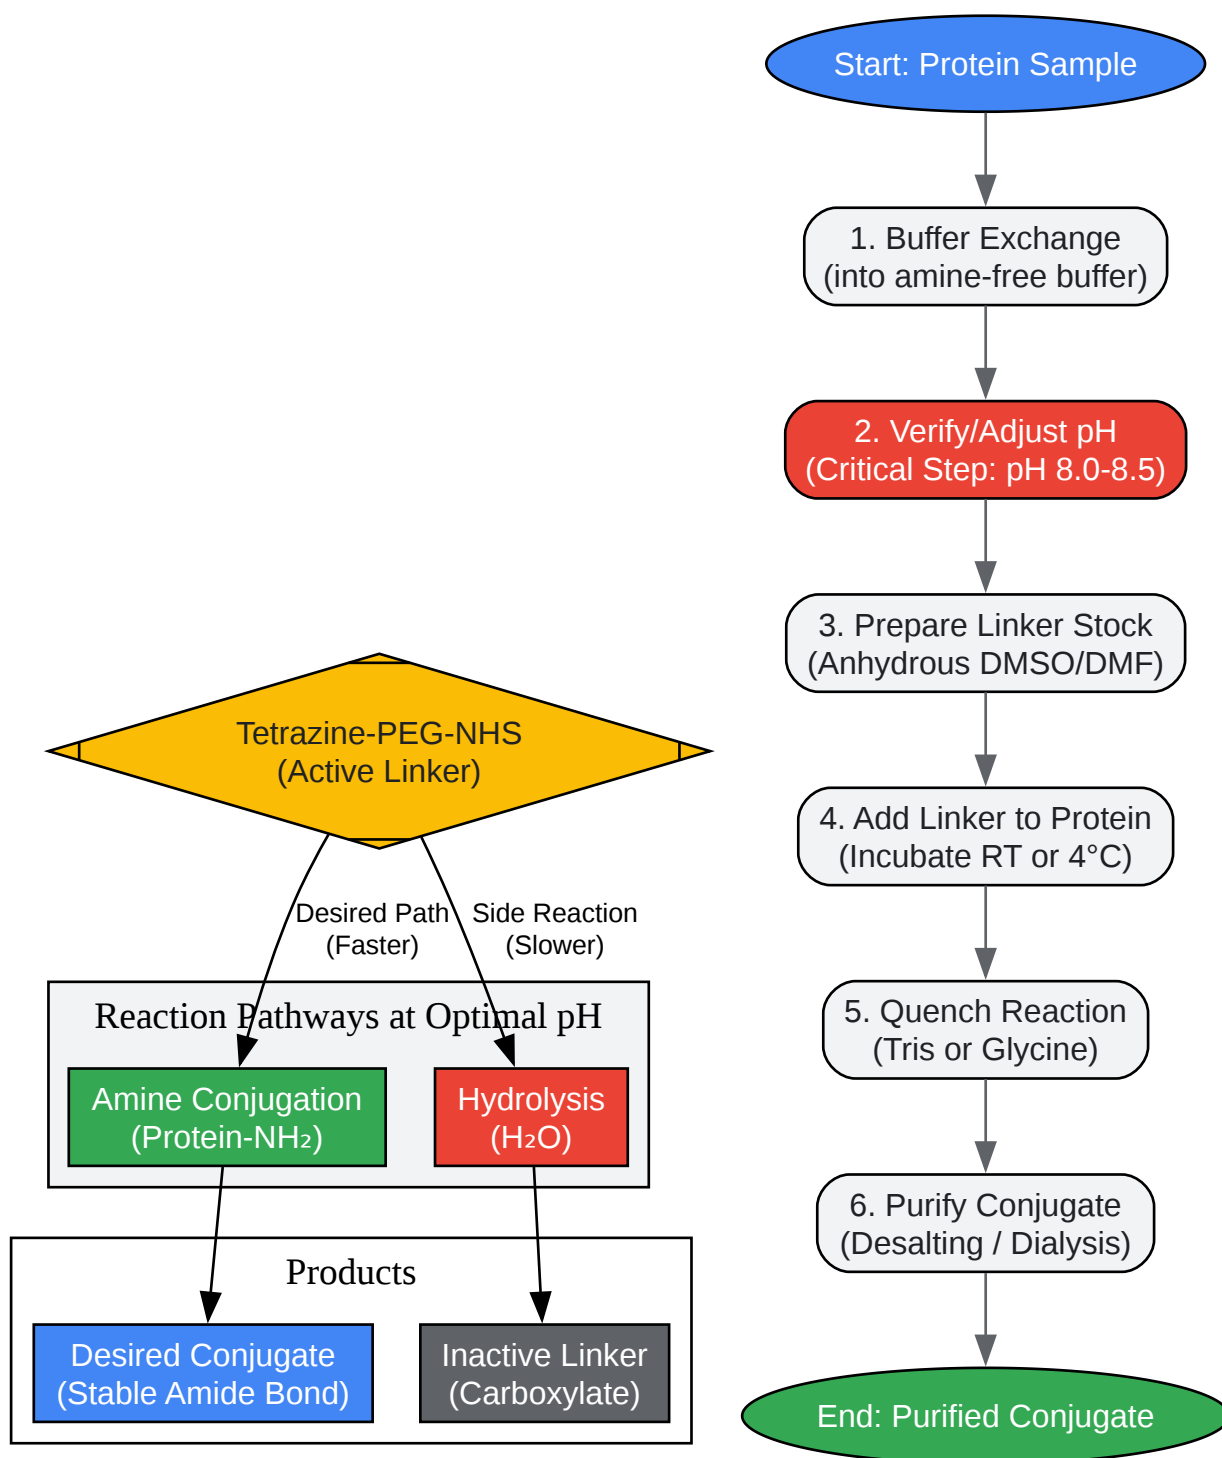 Start: Protein Sample
1. Buffer Exchange
(into amine-free buffer)
2. Verify/Adjust pH
(Critical Step: pH 8.0-8.5)
3. Prepare Linker Stock
(Anhydrous DMSO/DMF)
4. Add Linker to Protein
(Incubate RT or 4°C)
5. Quench Reaction
(Tris or Glycine)
6. Purify Conjugate
(Desalting / Dialysis)
End: Purified Conjugate
Tetrazine-PEG-NHS
(Active Linker)
Desired Path
(Faster)
Side Reaction
(Slower)
Reaction Pathways at Optimal pH
Amine Conjugation
(Protein-NH₂)
Hydrolysis
(H₂O)
Products
Desired Conjugate
(Stable Amide Bond)
Inactive Linker
(Carboxylate)